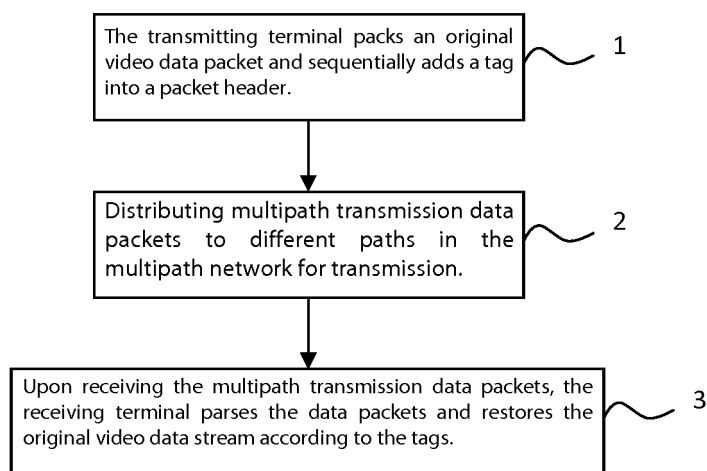 The transmitting terminal packs an original
video data packet and sequentially adds a tag
into a packet header.
1
Distributing multipath transmission data
packets to different paths in the
multipath network for transmission.
2
Upon receiving the multipath transmission data packets, the
receiving terminal parses the data packets and restores the
original video data stream according to the tags.
3